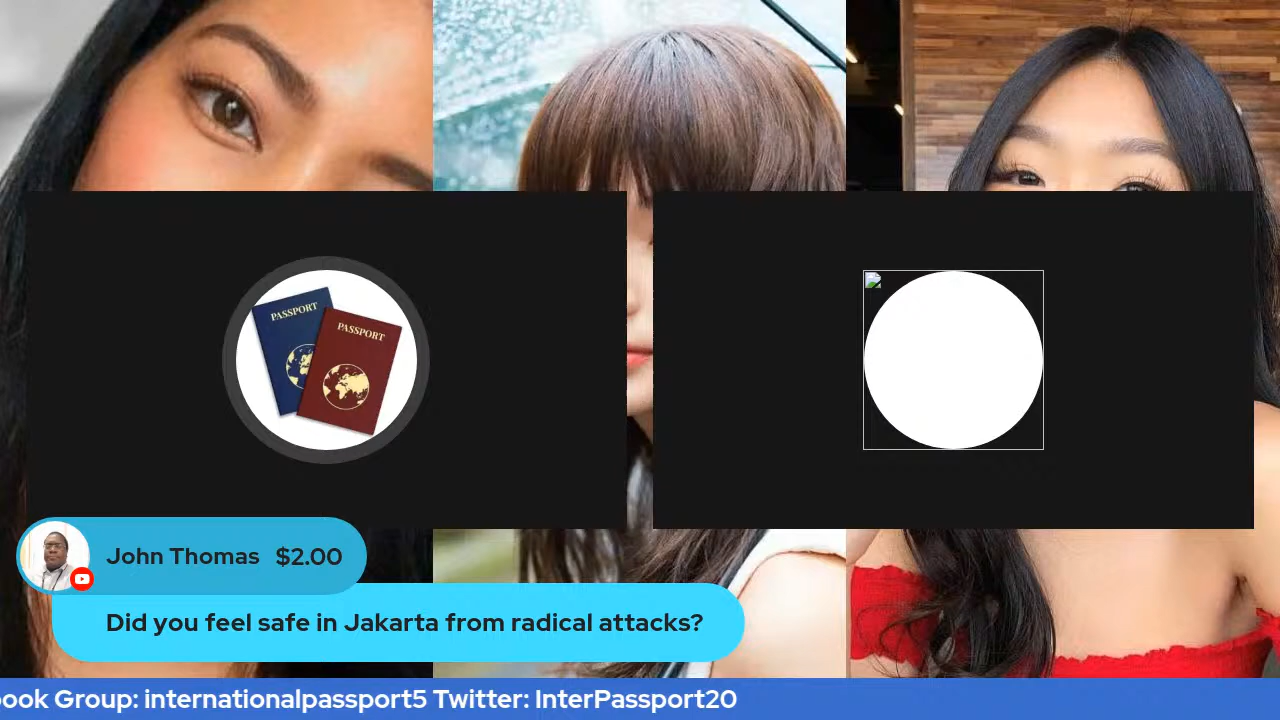 PASSPORT
PASSPORT
John Thomas $2.00
Did you feel safe in Jakarta from radical attacks?
ook Group: internationalpassport5 Twitter: InterPassport20